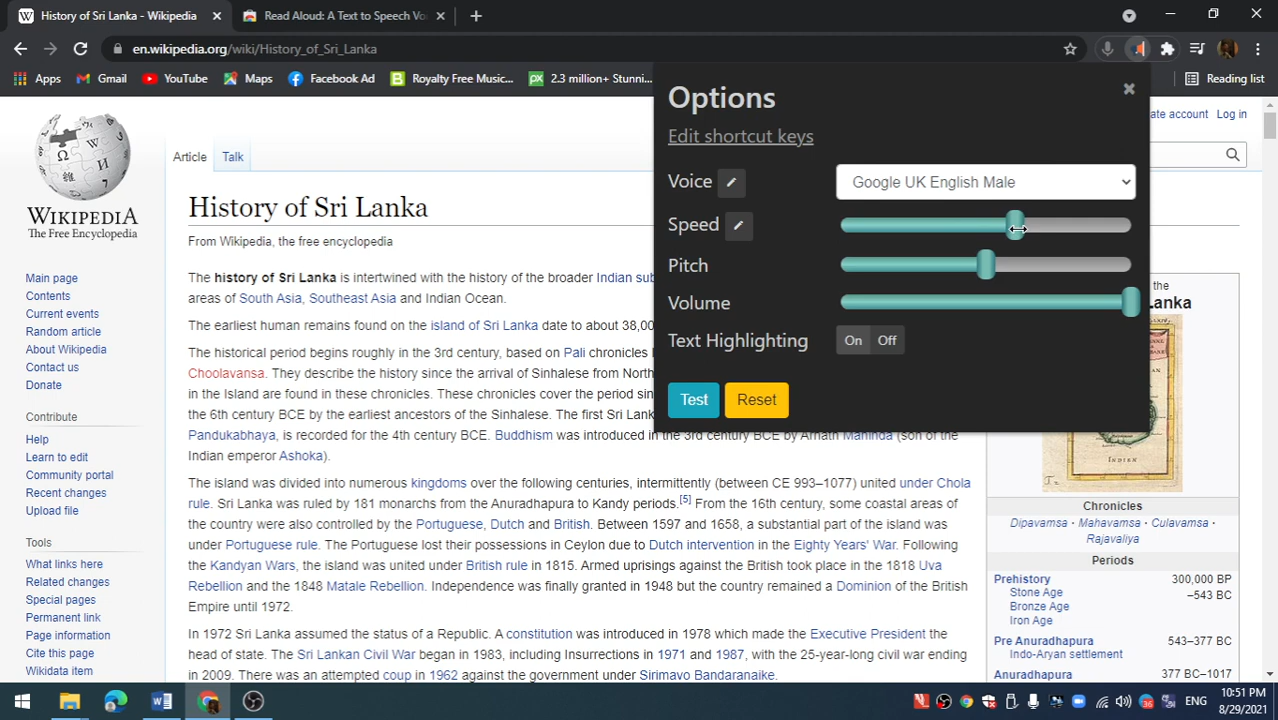 History of Sri Lanka - Wikipedia
Read Aloud: A Text to Speech Vo
en.wikipedia.org/wiki/History_of_Sri_Lanka
Apps
Gmail
YouTube
Maps
Facebook Ad
Royalty Free Music...
2.3 million+ Stunni...
Reading list
Options
Edit shortcut keys
Voice
Google UK English Male
Speed
Pitch
Volume
Text Highlighting
On Off
Test
Reset
ate account Log in
WIKIPEDIA
The Free Encyclopedia
Main page
Contents
Current events
Random article
About Wikipedia
Contact us
Donate
Contribute
Help
Learn to edit
Community portal
Recent changes
Upload file
Tools
What links here
Related changes
Special pages
Permanent link
Page information
Cite this page
Wikidata item
Article
Talk
History of Sri Lanka
From Wikipedia, the free encyclopedia
The history of Sri Lanka is intertwined with the history of the broader Indian sub
areas of South Asia, Southeast Asia and Indian Ocean.
The earliest human remains found on the island of Sri Lanka date to about 38,00
The historical period begins roughly in the 3rd century, based on Pali chronicles
Choolavansa. They describe the history since the arrival of Sinhalese from North
in the Island are found in these chronicles. These chronicles cover the period sin
the 6th century BCE by the earliest ancestors of the Sinhalese. The first Sri Lank
Pandukabhaya, is recorded for the 4th century BCE. Buddhism was introduced in the 3rd century BCE by Arhath Mahinda (son of the
Indian emperor Ashoka).
The island was divided into numerous kingdoms over the following centuries, intermittently (between CE 993–1077) united under Chola
rule. Sri Lanka was ruled by 181 monarchs from the Anuradhapura to Kandy periods.[5] From the 16th century, some coastal areas of
the country were also controlled by the Portuguese, Dutch and British. Between 1597 and 1658, a substantial part of the island was
under Portuguese rule. The Portuguese lost their possessions in Ceylon due to Dutch intervention in the Eighty Years' War. Following
the Kandyan Wars, the island was united under British rule in 1815. Armed uprisings against the British took place in the 1818 Uva
Rebellion and the 1848 Matale Rebellion. Independence was finally granted in 1948 but the country remained a Dominion of the British
Empire until 1972.
In 1972 Sri Lanka assumed the status of a Republic. A constitution was introduced in 1978 which made the Executive President the
head of state. The Sri Lankan Civil War began in 1983, including Insurrections in 1971 and 1987, with the 25-year-long civil war ending
in 2009. There was an attempted coup in 1962 against the government under Sirimavo Bandaranaike.
the
Lanka
INDIAN
Chronicles
Dipavamsa · Mahavamsa · Culavamsa ·
Rajavaliya
Periods
Prehistory 300,000 BP
Stone Age –543 BC
Bronze Age
Iron Age
Pre Anuradhapura 543–377 BC
Indo-Aryan settlement
Anuradhapura 377 BC–1017
36
ENG
10:51 PM
8/29/2021